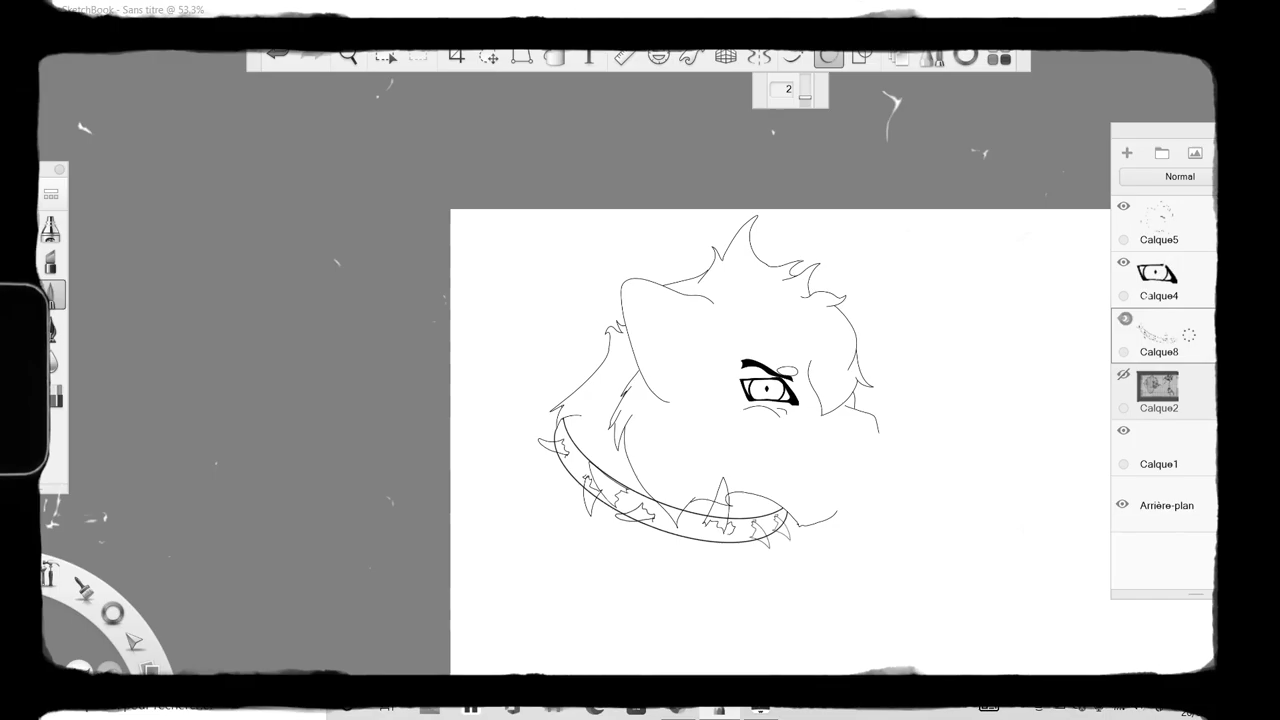 SketchBook - Sans titre @ 53,3%
2
Normal
Calque5
Calque4
Calque8
Calque2
Calque1
Arrière-plan